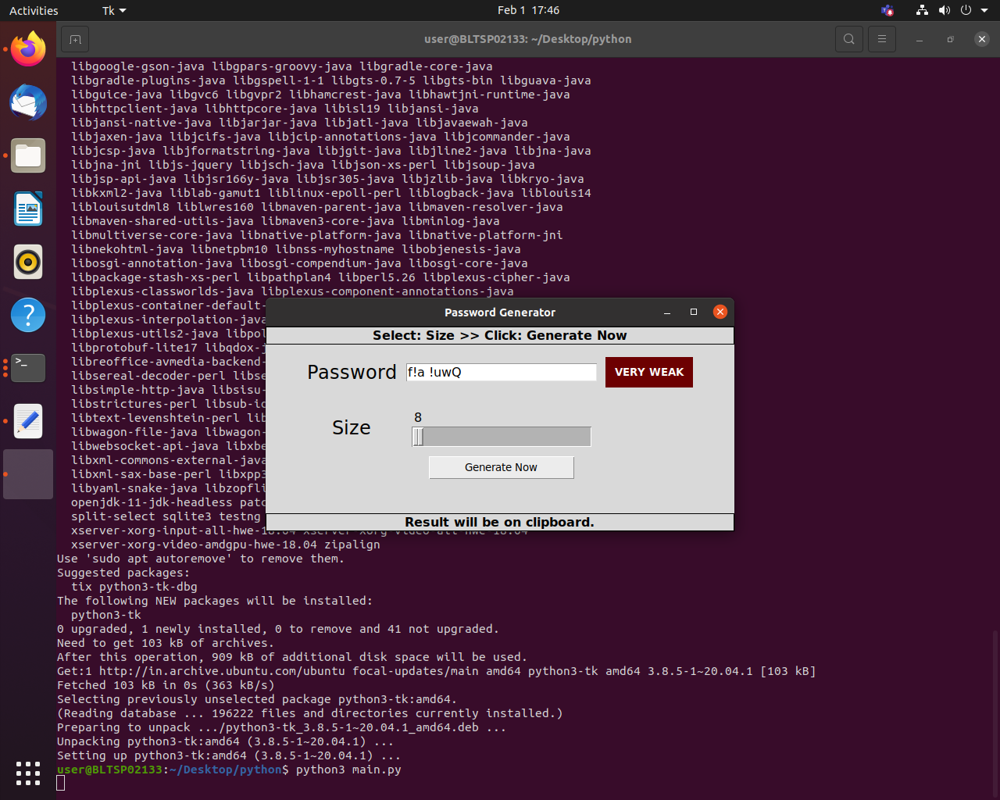 Activities
Tk
Feb 1 17:46
user@BLTSP02133: ~/Desktop/python
libgoogle-gson-java libgpars-groovy-java libgradle-core-java
libgradle-plugins-java libgspell-1-1 libgts-0.7-5 libgts-bin libguava-java
libguice-java libgvc6 libgvpr2 libhamcrest-java libhawtjni-runtime-java
libhttpclient-java libhttpcore-java libisl19 libjansi-java
libjansi-native-java libjarjar-java libjatl-java libjavaewah-java
libjaxen-java libjcifs-java libjcip-annotations-java libjcommander-java
libjcsp-java libjformatstring-java libjgit-java libjline2-java libjna-java
libjna-jni libjs-jquery libjsch-java libjson-xs-perl libjsoup-java
libjsp-api-java libjsr166y-java libjsr305-java libjzlib-java libkryo-java
libkxml2-java liblab-gamut1 liblinux-epoll-perl liblogback-java liblouis14
liblouisutdml8 liblwres160 libmaven-parent-java libmaven-resolver-java
libmaven-shared-utils-java libmaven3-core-java libminlog-java
libmultiverse-core-java libnative-platform-java libnative-platform-jni
libnekohtml-java libnetpbm10 libnss-myhostname libobjenesis-java
libosgi-annotation-java libosgi-compendium-java libosgi-core-java
libpackage-stash-xs-perl libpathplan4 libperl5.26 libplexus-cipher-java
libplexus-classworlds-java libplexus-component-annotations-java
libplexus-container-default-
libplexus-interpolation-java
libplexus-utils2-java libpol
libprotobuf-lite17 libqdox-j
libreoffice-avmedia-backend-
libsereal-decoder-perl libse
libsimple-http-java libsisu-
libstrictures-perl libsub-id
libtext-levenshtein-perl lib
libwagon-file-java libwagon-
libwebsocket-api-java libxbe
libxml-commons-external-java
libxml-sax-base-perl libxpp3
libyaml-snake-java libzopfli
openjdk-11-jdk-headless patc
split-select sqlite3 testng
xserver-xorg-input-all-hwe-18.04 xserver-xorg-video-all-hwe-18.04
xserver-xorg-video-amdgpu-hwe-18.04 zipalign
Use 'sudo apt autoremove' to remove them.
Suggested packages:
tix python3-tk-dbg
The following NEW packages will be installed:
python3-tk
0 upgraded, 1 newly installed, 0 to remove and 41 not upgraded.
Need to get 103 kB of archives.
After this operation, 909 kB of additional disk space will be used.
Get:1 http://in.archive.ubuntu.com/ubuntu focal-updates/main amd64 python3-tk amd64 3.8.5-1~20.04.1 [103 kB]
Fetched 103 kB in 0s (363 kB/s)
Selecting previously unselected package python3-tk:amd64.
(Reading database ... 196222 files and directories currently installed.)
Preparing to unpack .../python3-tk_3.8.5-1~20.04.1_amd64.deb ...
Unpacking python3-tk:amd64 (3.8.5-1~20.04.1) ...
Setting up python3-tk:amd64 (3.8.5-1~20.04.1) ...
user@BLTSP02133:~/Desktop/python$ python3 main.py
Password Generator
Select: Size >> Click: Generate Now
Password f!a !uwQ VERY WEAK
8
Size
Generate Now
Result will be on clipboard.